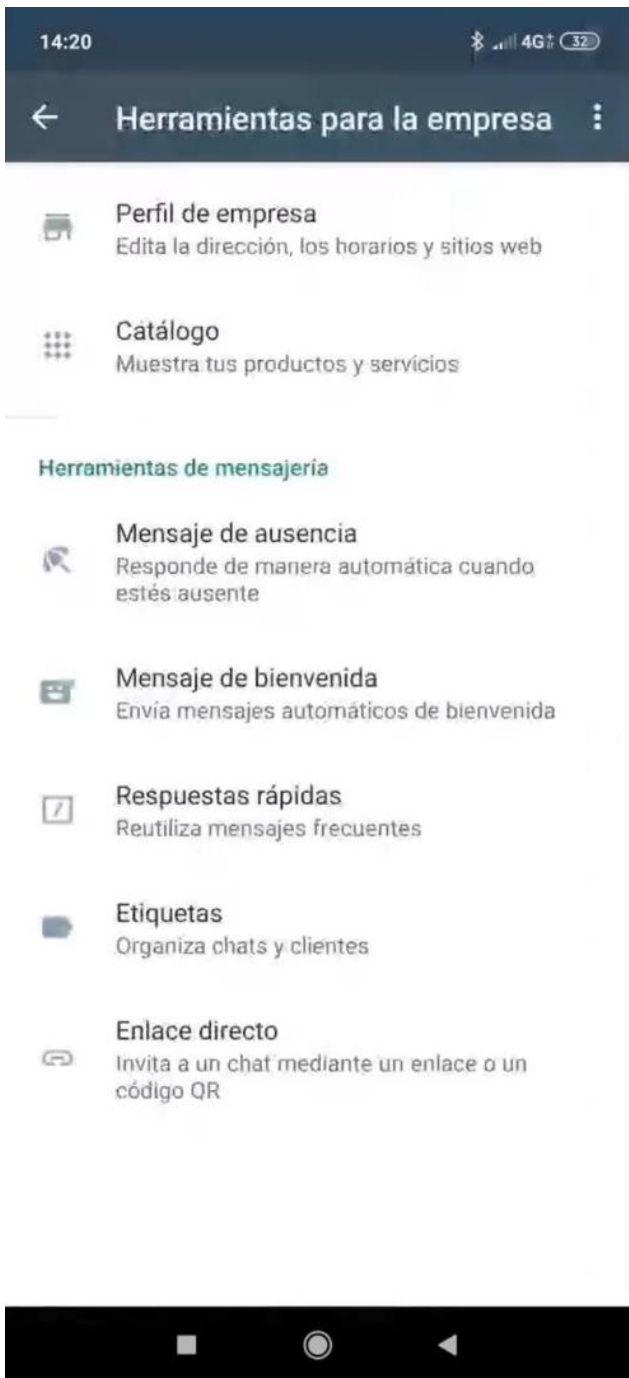 14:20
4G 32
Herramientas para la empresa
Perfil de empresa
Edita la dirección, los horarios y sitios web
Catálogo
Muestra tus productos y servicios
Herramientas de mensajería
Mensaje de ausencia
Responde de manera automática cuando
estés ausente
Mensaje de bienvenida
Envía mensajes automáticos de bienvenida
Respuestas rápidas
Reutiliza mensajes frecuentes
Etiquetas
Organiza chats y clientes
Enlace directo
Invita a un chat mediante un enlace o un
código QR